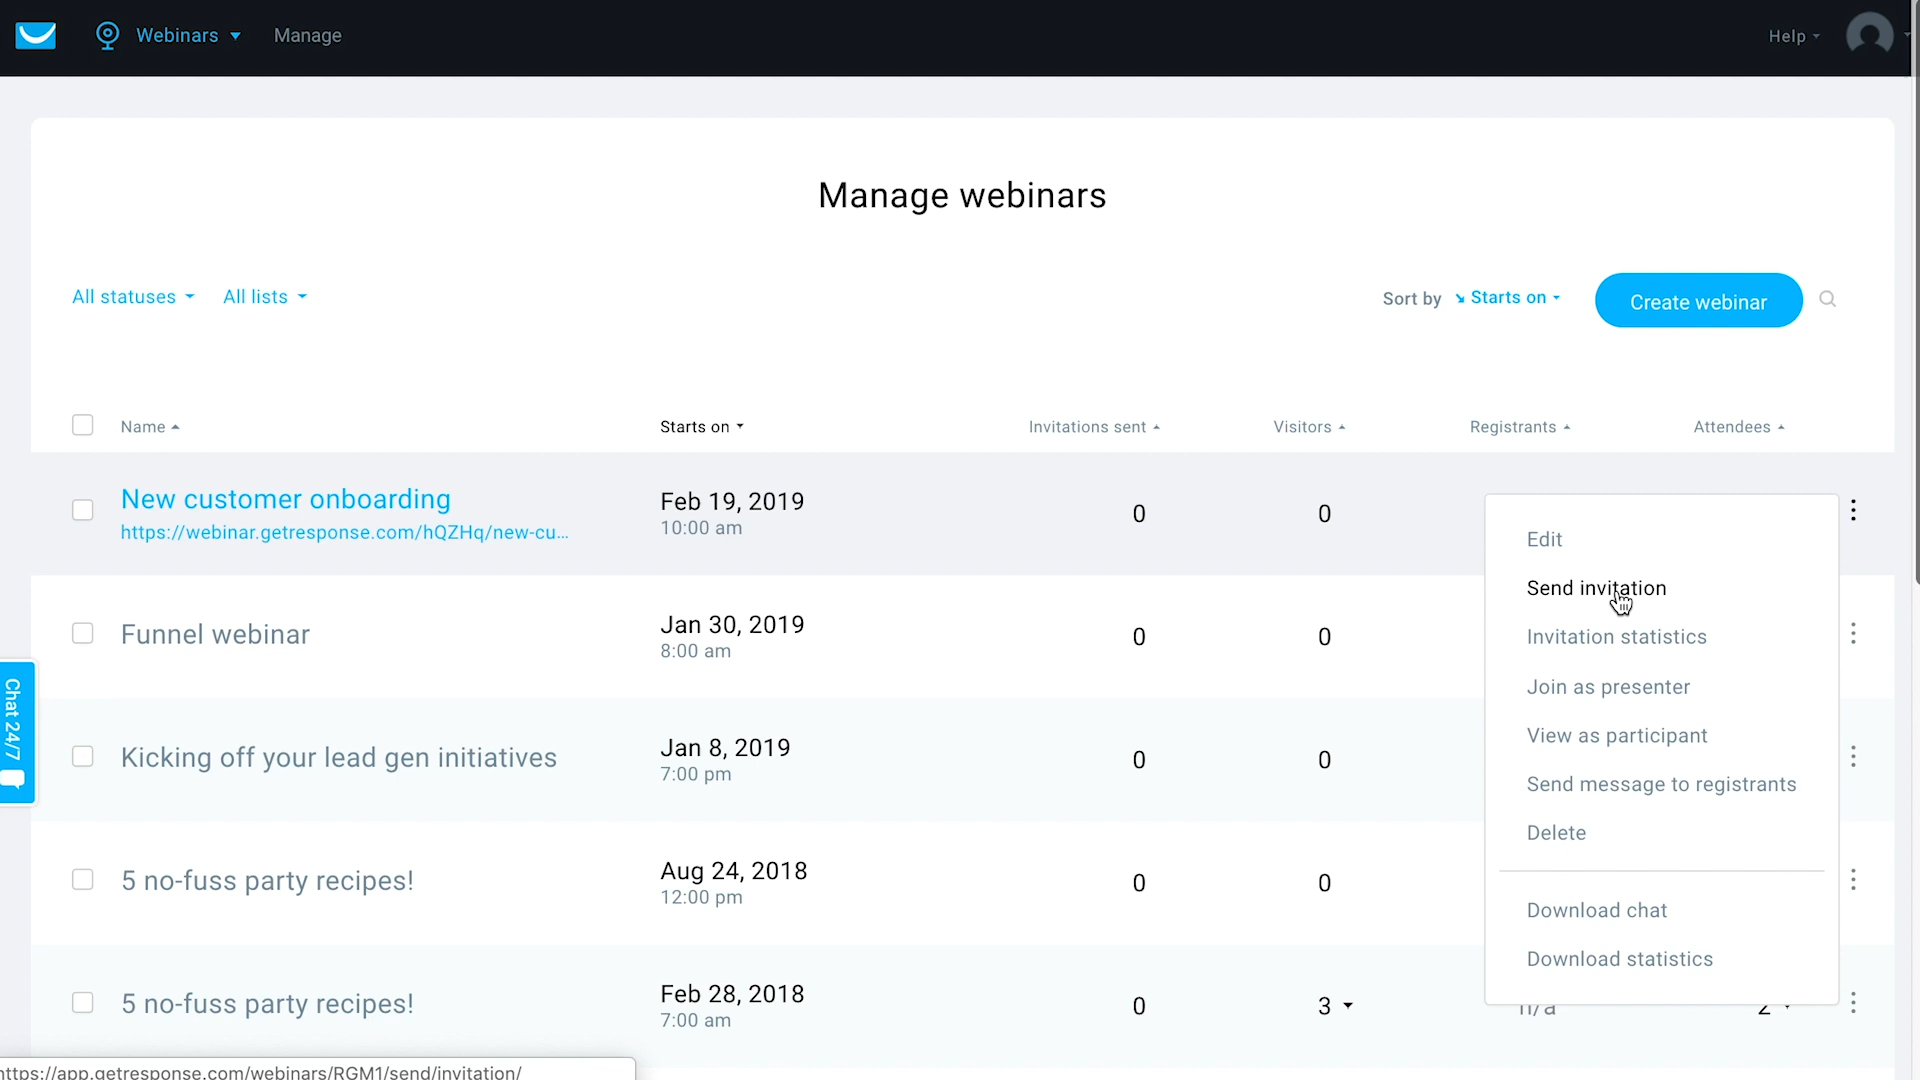 Webinars Manage Help
Manage webinars
All statuses All lists Sort by Starts on Create webinar
Name Starts on Invitations sent Visitors Registrants Attendees
New customer onboarding Feb 19, 2019 0 0
https://webinar.getresponse.com/hQZHq/new-cu... 10:00 am
Edit
Send invitation
Funnel webinar Jan 30, 2019 0 0
8:00 am
Invitation statistics
Join as presenter
View as participant
Kicking off your lead gen initiatives Jan 8, 2019 0 0
7:00 pm
Send message to registrants
Delete
5 no-fuss party recipes! Aug 24, 2018 0 0
12:00 pm
Download chat
Download statistics
5 no-fuss party recipes! Feb 28, 2018 0 3 n/a 2
7:00 am
Chat 24/7
https://app.getresponse.com/webinars/RGM1/send/invitation/